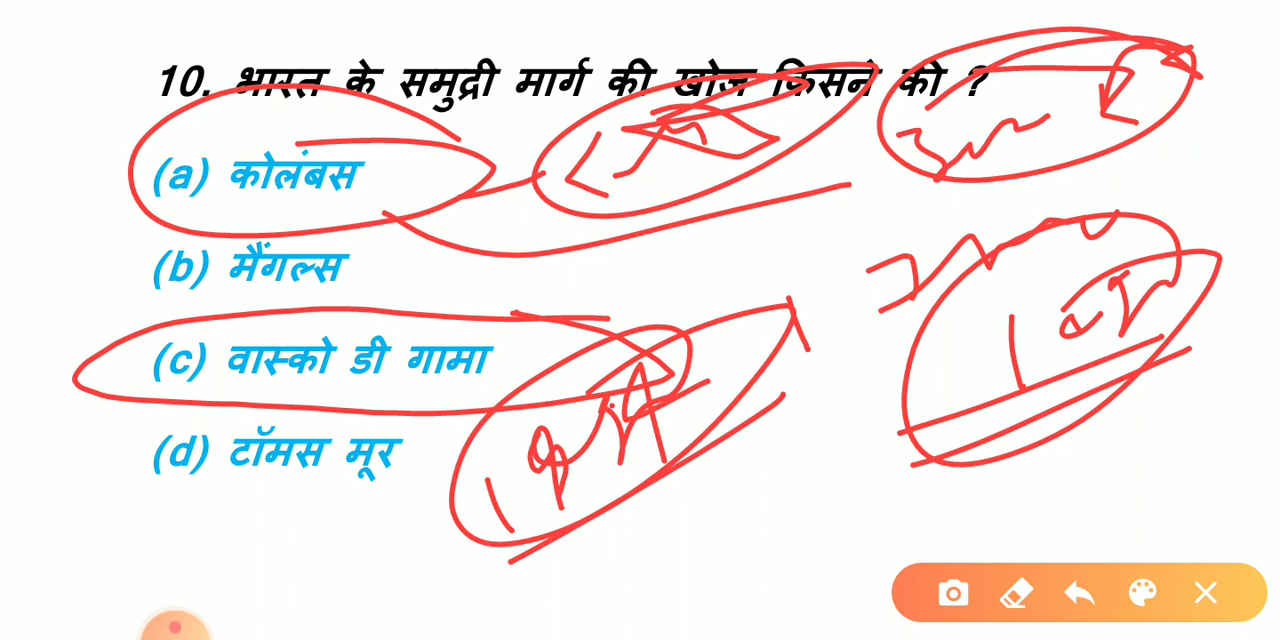 10. भारत के समुद्री मार्ग की खोज किसने की ?
(a) कोलंबस
(b) मैंगल्स
(c) वास्को डी गामा
(d) टॉमस मूर